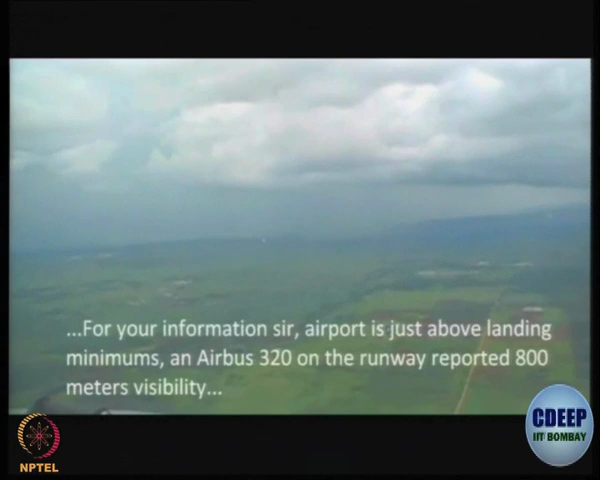 ...For your information sir, airport is just above landing
minimums, an Airbus 320 on the runway reported 800
meters visibility...
CDEEP
IIT BOMBAY
NPTEL